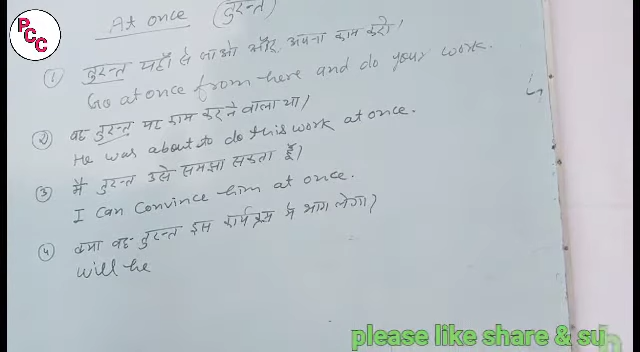 PCC
At once (तुरन्त)
① तुरन्त यहाँ से जाओ और अपना काम करो।
Go at once from here and do your work.
② वह तुरन्त यह काम करने वाला था।
He was about to do this work at once.
③ मैं तुरन्त उसे समझा सकता हूँ।
I can convince him at once.
④ क्या वह तुरन्त इस कार्यक्रम में भाग लेगा?
will he
please like share & su